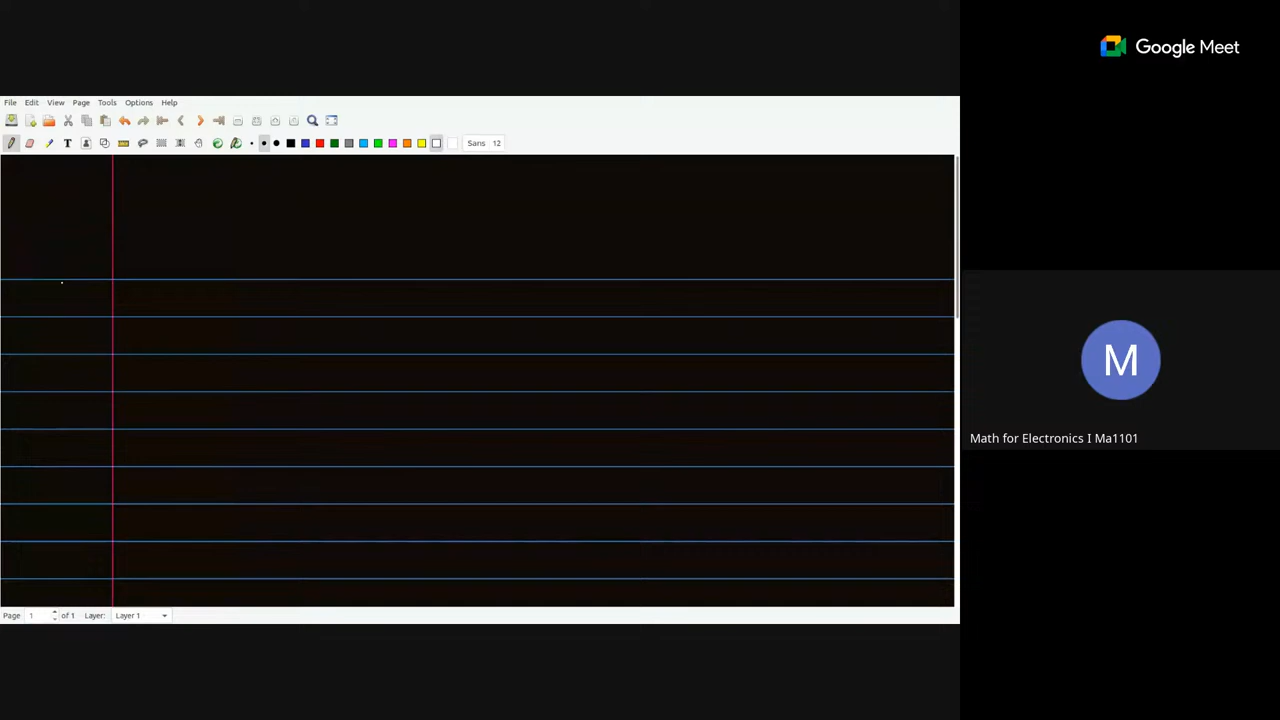 Google Meet
File Edit View Page Tools Options Help
T Sans 12
M
Math for Electronics I Ma1101
Page 1 of 1 Layer: Layer 1